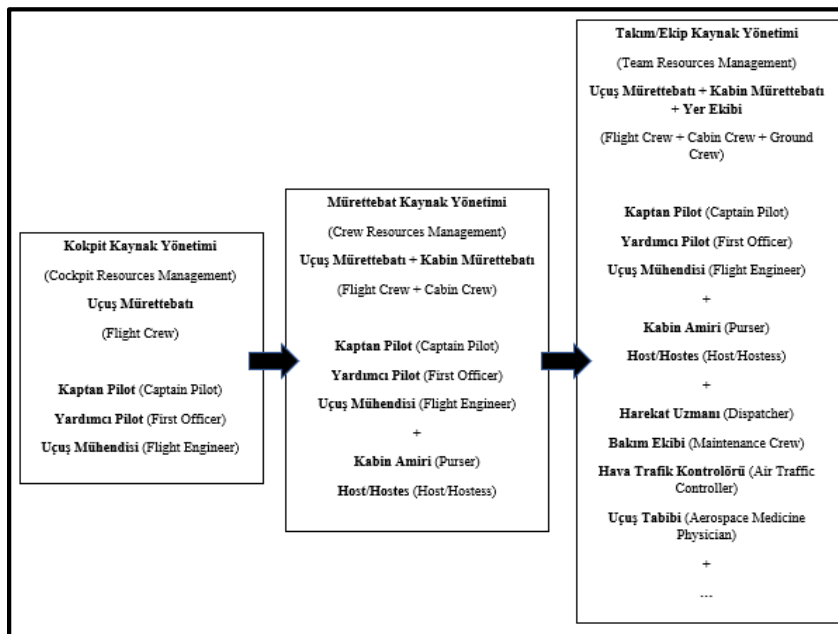 Kokpit Kaynak Yönetimi
(Cockpit Resources Management)
Uçuş Mürettebatı
(Flight Crew)
Kaptan Pilot (Captain Pilot)
Yardımcı Pilot (First Officer)
Uçuş Mühendisi (Flight Engineer)
Mürettebat Kaynak Yönetimi
(Crew Resources Management)
Uçuş Mürettebatı + Kabin Mürettebatı
(Flight Crew + Cabin Crew)
Kaptan Pilot (Captain Pilot)
Yardımcı Pilot (First Officer)
Uçuş Mühendisi (Flight Engineer)
+
Kabin Amiri (Purser)
Host/Hostes (Host/Hostess)
Takım/Ekip Kaynak Yönetimi
(Team Resources Management)
Uçuş Mürettebatı + Kabin Mürettebatı
+ Yer Ekibi
(Flight Crew + Cabin Crew + Ground
Crew)
Kaptan Pilot (Captain Pilot)
Yardımcı Pilot (First Officer)
Uçuş Mühendisi (Flight Engineer)
+
Kabin Amiri (Purser)
Host/Hostes (Host/Hostess)
+
Harekat Uzmanı (Dispatcher)
Bakım Ekibi (Maintenance Crew)
Hava Trafik Kontrolörü (Air Traffic
Controller)
Uçuş Tabibi (Aerospace Medicine
Physician)
+
...